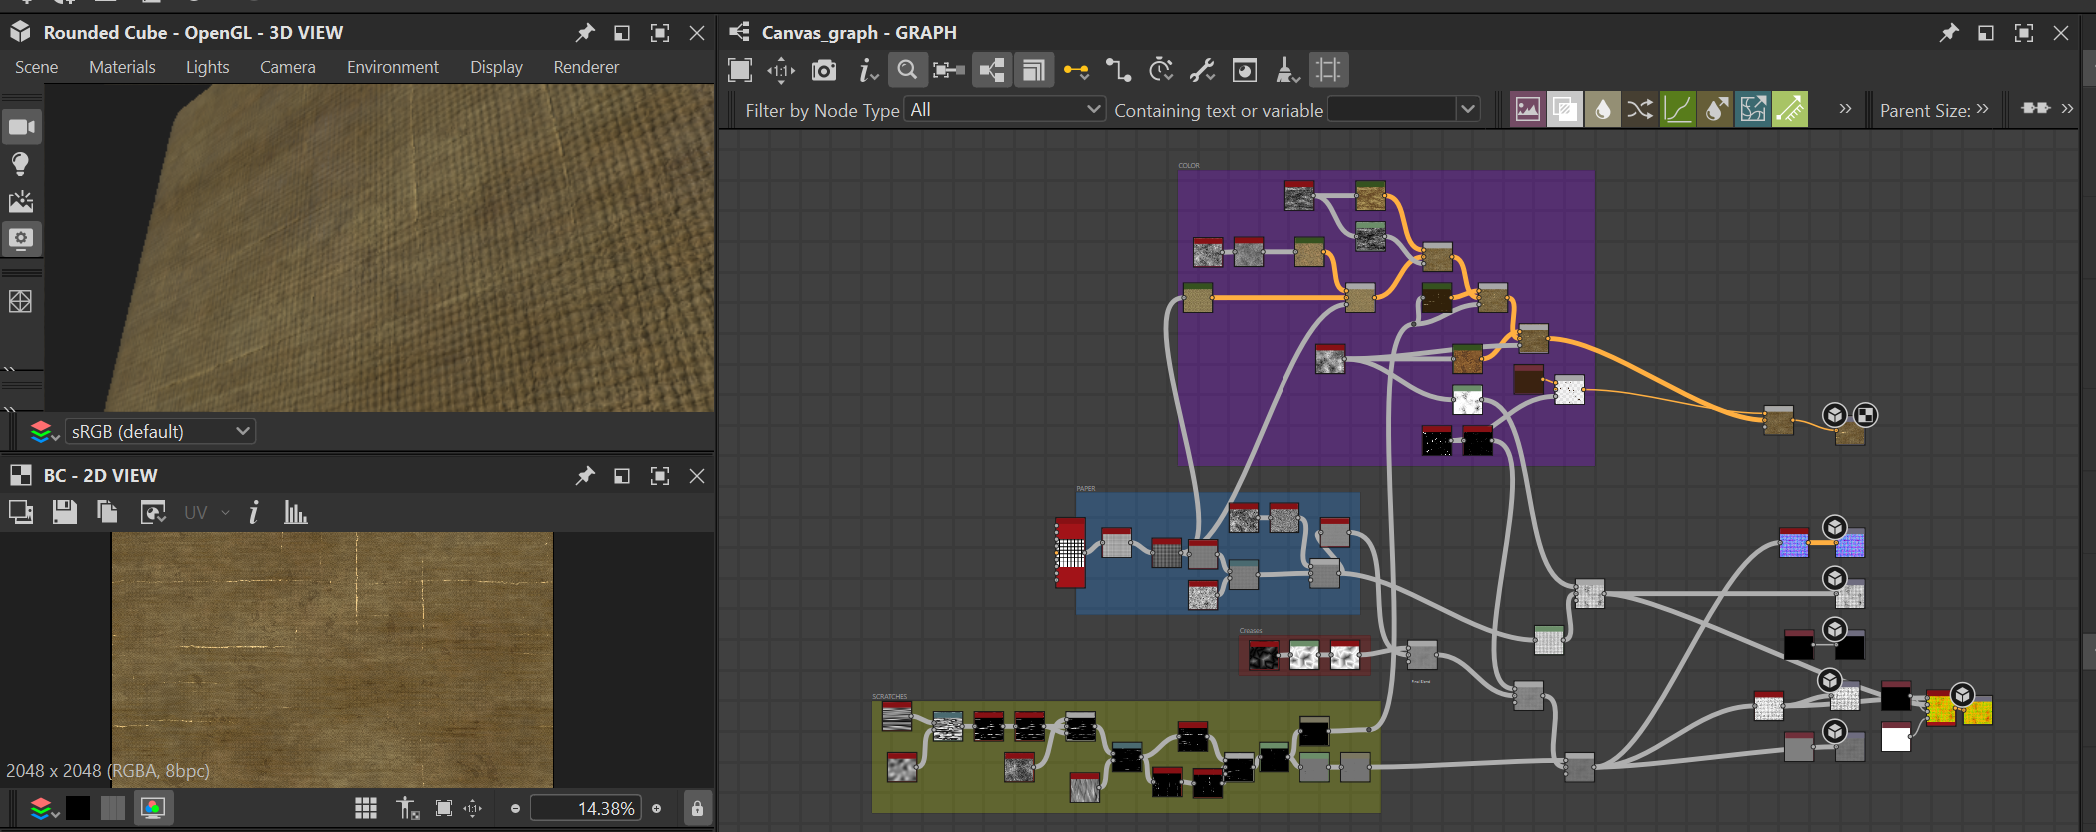 Rounded Cube - OpenGL - 3D VIEW
Scene Materials Lights Camera Environment Display Renderer
sRGB (default)
BC - 2D VIEW
UV
2048 x 2048 (RGBA, 8bpc)
14.38%
Canvas_graph - GRAPH
Filter by Node Type All Containing text or variable Parent Size:
COLOR
PAPER
Creases
SCRATCHES